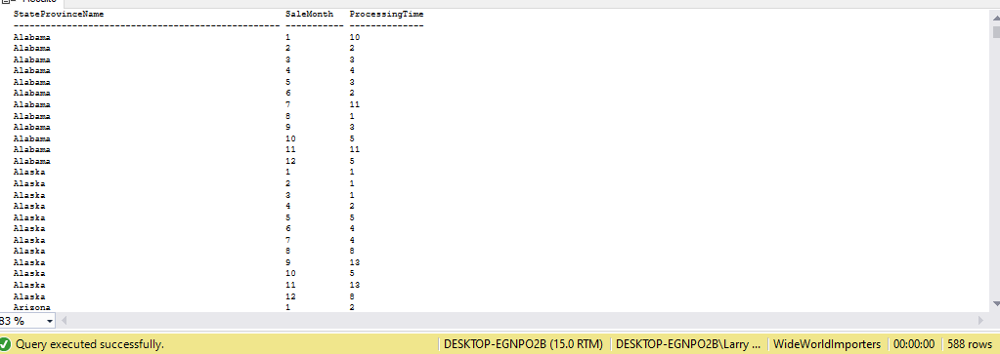 StateProvinceName SaleMonth ProcessingTime
-------------------------------------------------- ----------- --------------
Alabama 1 10
Alabama 2 2
Alabama 3 3
Alabama 4 4
Alabama 5 3
Alabama 6 2
Alabama 7 11
Alabama 8 1
Alabama 9 3
Alabama 10 5
Alabama 11 11
Alabama 12 5
Alaska 1 1
Alaska 2 1
Alaska 3 1
Alaska 4 2
Alaska 5 5
Alaska 6 4
Alaska 7 4
Alaska 8 8
Alaska 9 13
Alaska 10 5
Alaska 11 13
Alaska 12 8
Arizona 1 2
83 %
Query executed successfully. DESKTOP-EGNPO2B (15.0 RTM) DESKTOP-EGNPO2B\Larry ... WideWorldImporters 00:00:00 588 rows